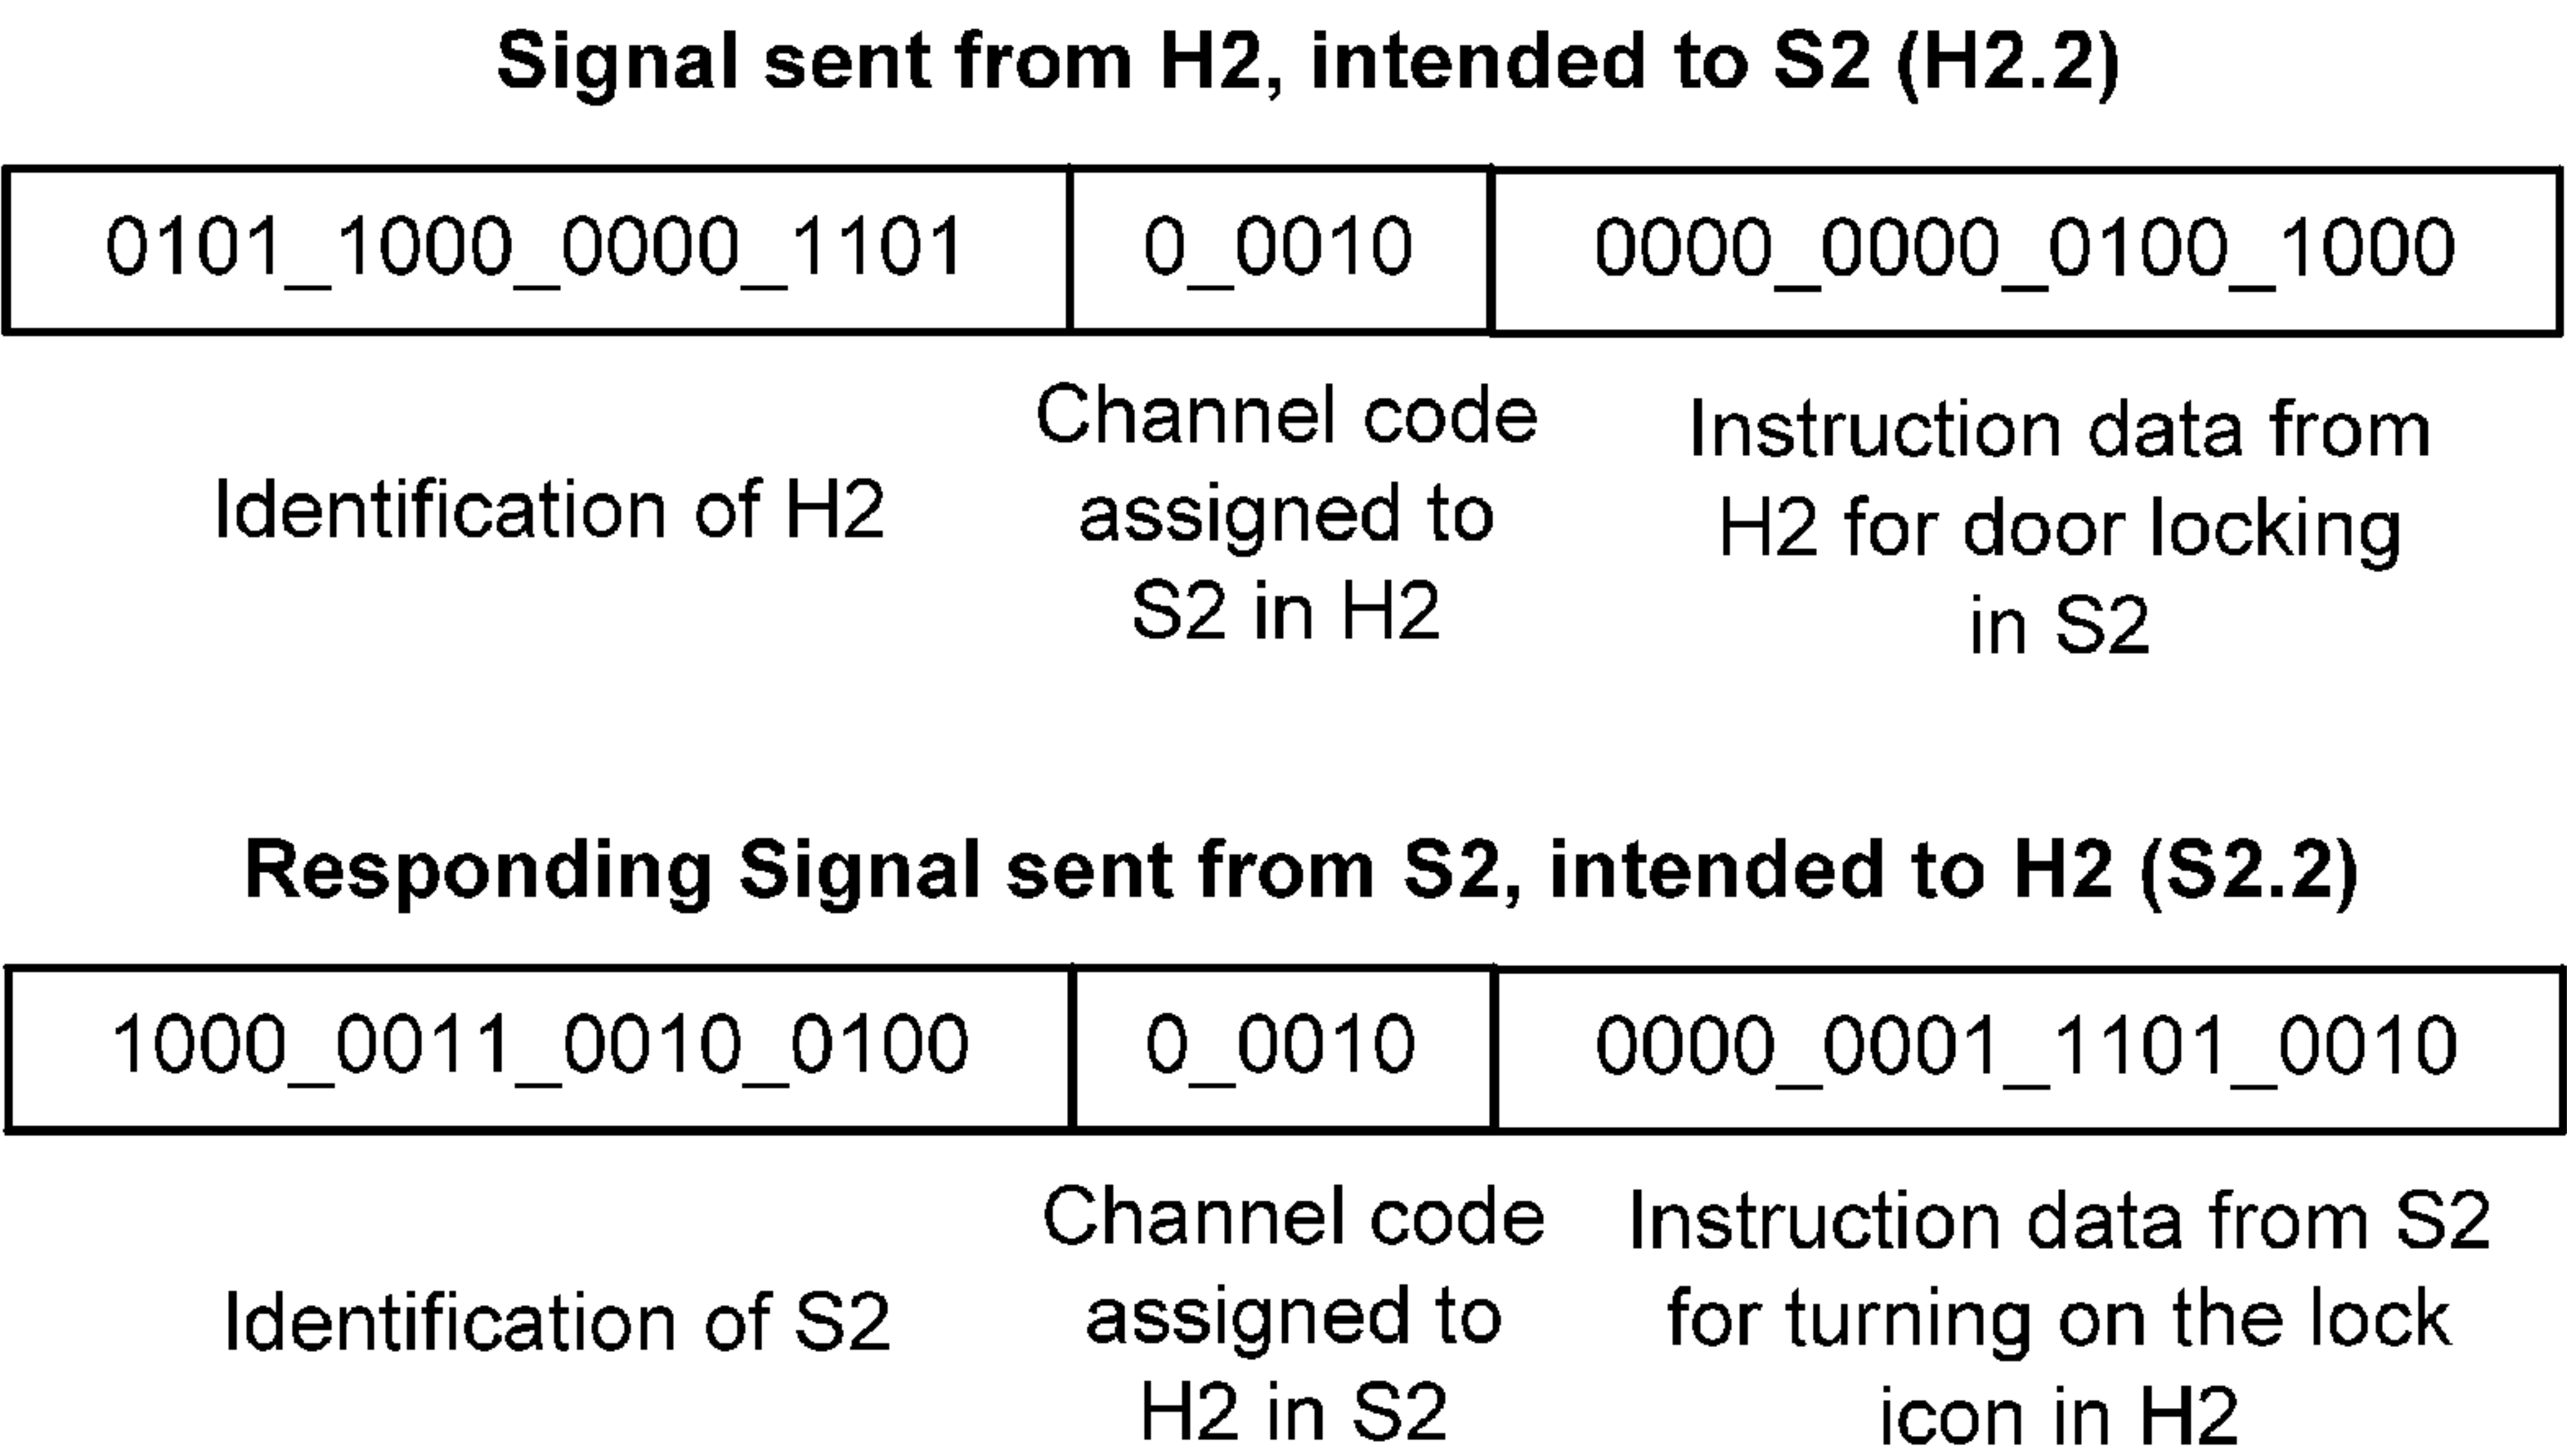 Signal sent from H2, intended to S2 (H2.2)
0101_1000_0000_1101 0_0010 0000_0000_0100_1000
Identification of H2
Channel code
assigned to
S2 in H2
Instruction data from
H2 for door locking
in S2
Responding Signal sent from S2, intended to H2 (S2.2)
1000_0011_0010_0100 0_0010 0000_0001_1101_0010
Identification of S2
Channel code
assigned to
H2 in S2
Instruction data from S2
for turning on the lock
icon in H2